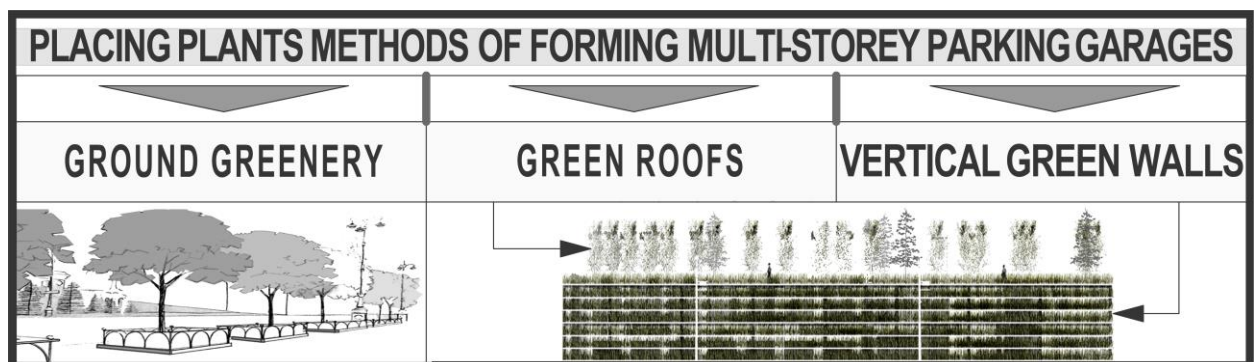 PLACING PLANTS METHODS OF FORMING MULTI-STOREY PARKING GARAGES
GROUND GREENERY
GREEN ROOFS
VERTICAL GREEN WALLS